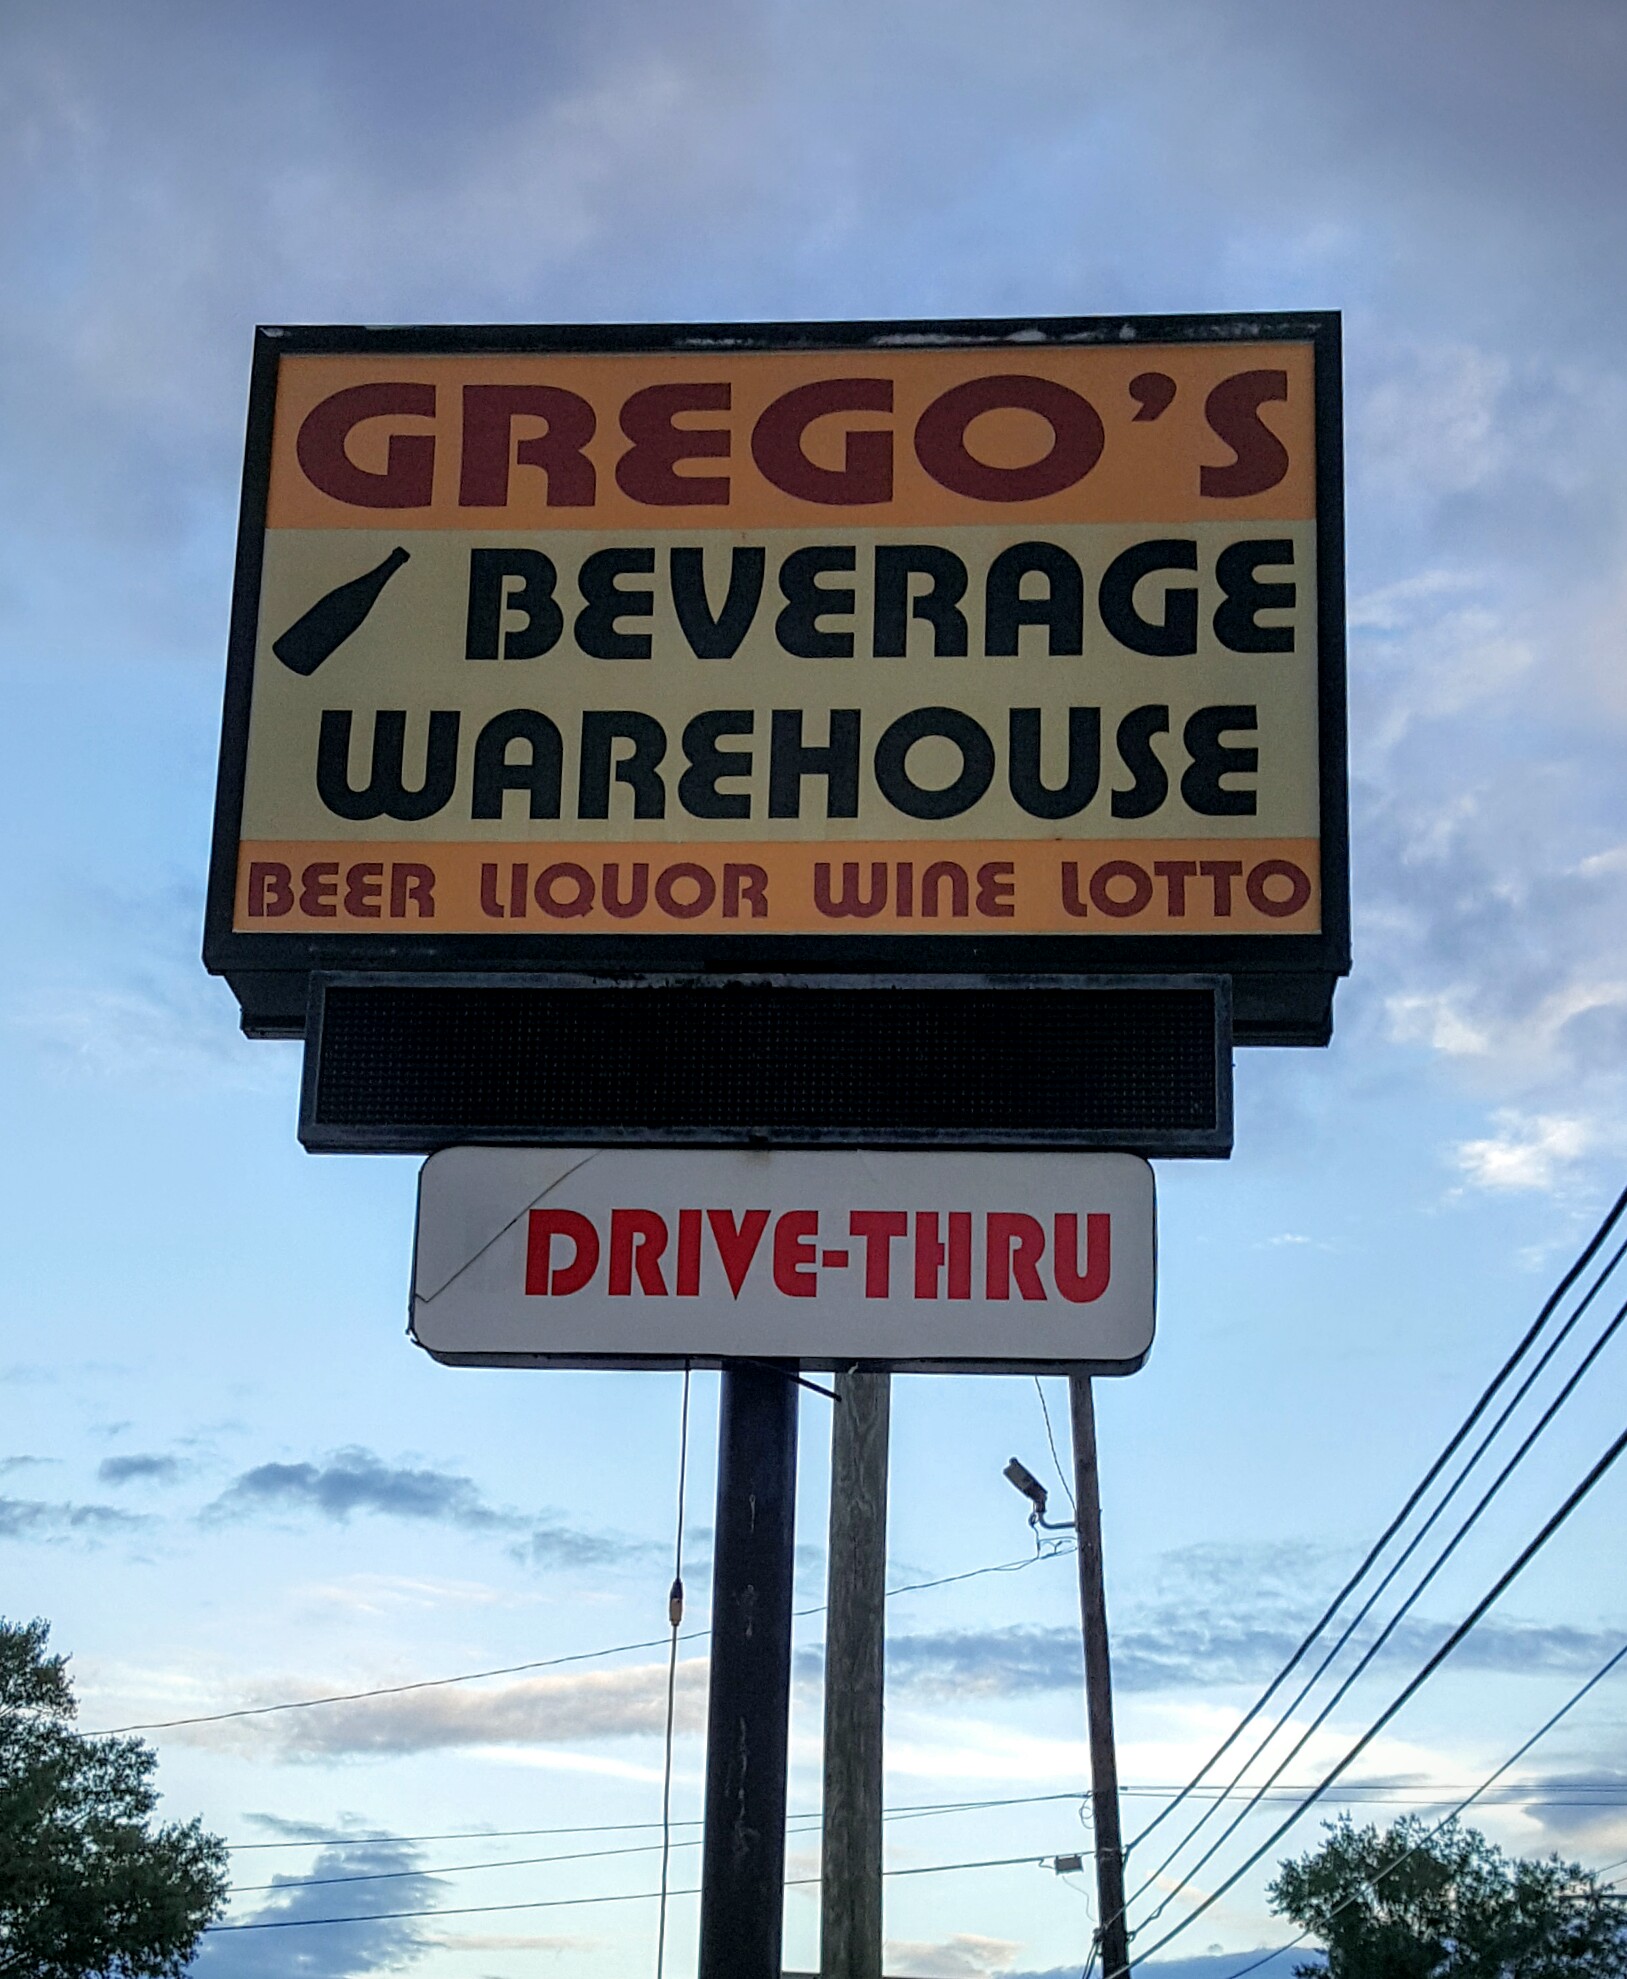 GREGO'S
BEVERAGE
WAREHOUSE
BEER LIQUOR WINE LOTTO
DRIVE-THRU